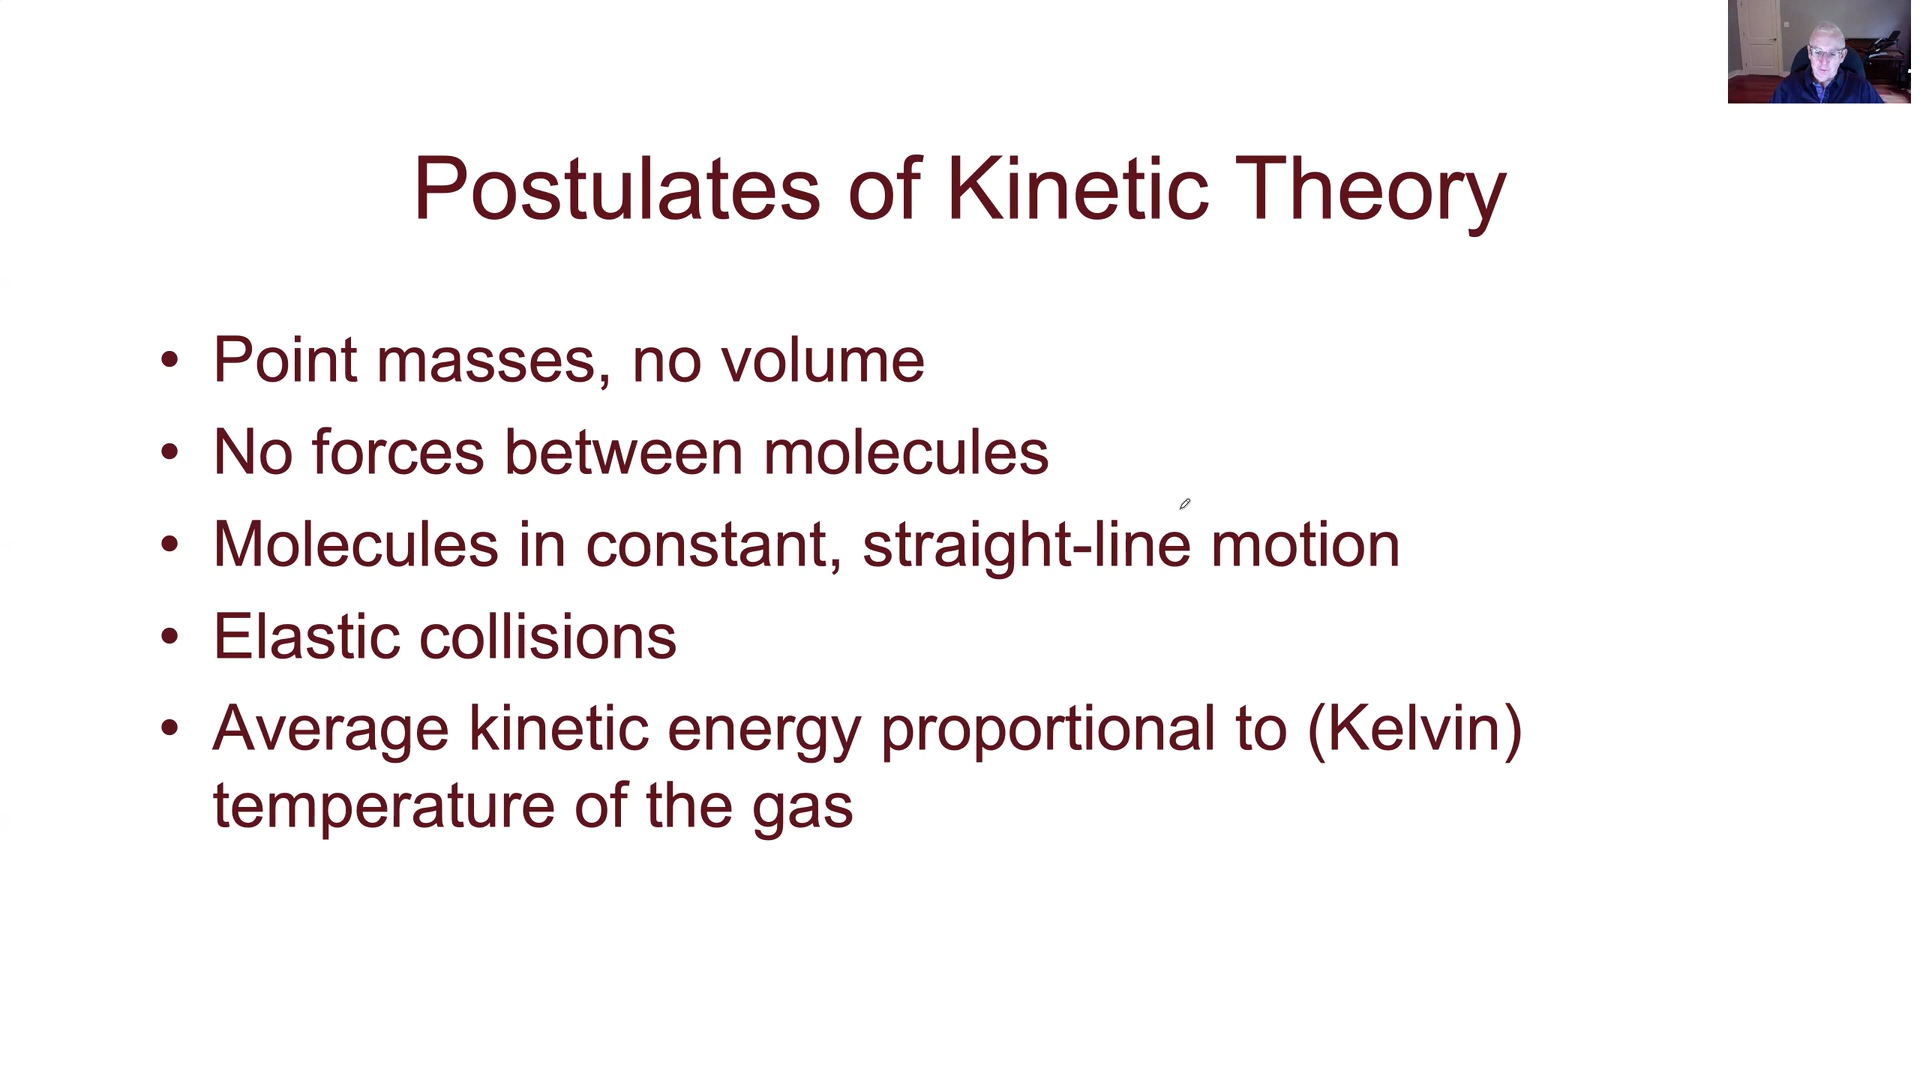 Postulates of Kinetic Theory
• Point masses, no volume
• No forces between molecules
• Molecules in constant, straight-line motion
• Elastic collisions
• Average kinetic energy proportional to (Kelvin)
temperature of the gas